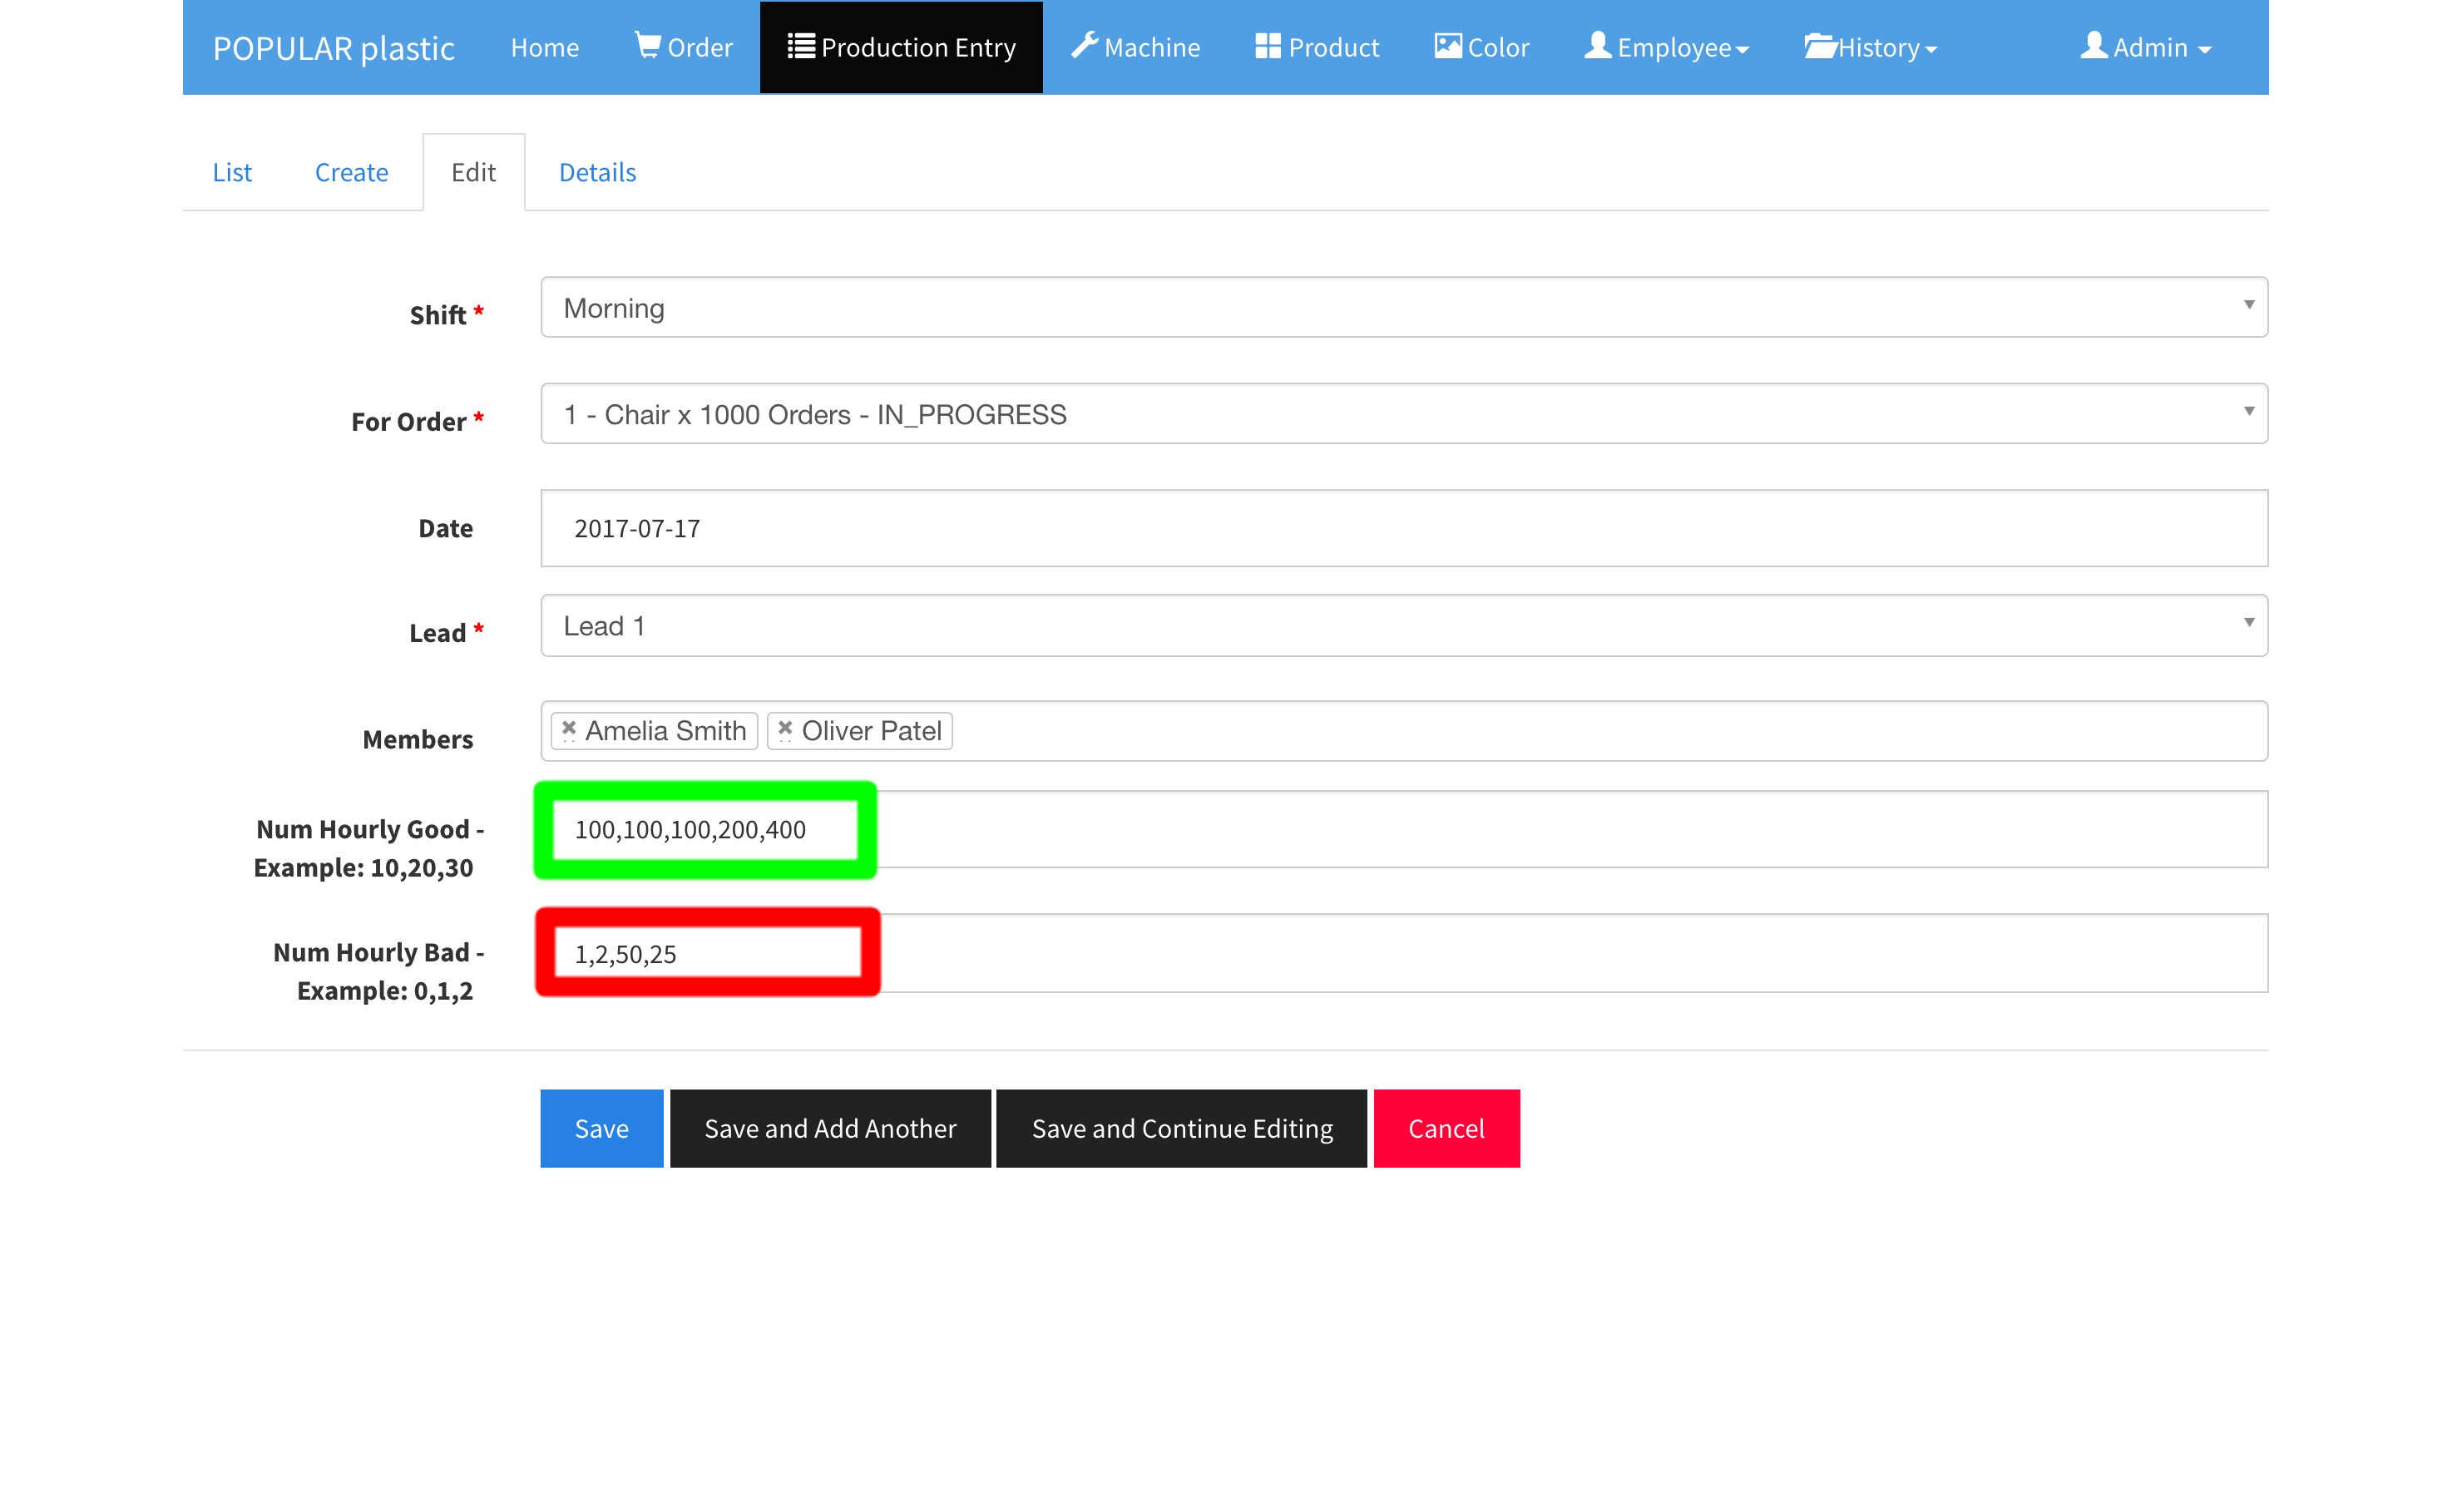 POPULAR plastic Home Order Production Entry Machine Product Color Employee History Admin
List Create Edit Details
Shift * Morning
For Order * 1 - Chair x 1000 Orders - IN_PROGRESS
Date 2017-07-17
Lead * Lead 1
Members Amelia Smith Oliver Patel
Num Hourly Good - 100,100,100,200,400
Example: 10,20,30
Num Hourly Bad - 1,2,50,25
Example: 0,1,2
Save Save and Add Another Save and Continue Editing Cancel